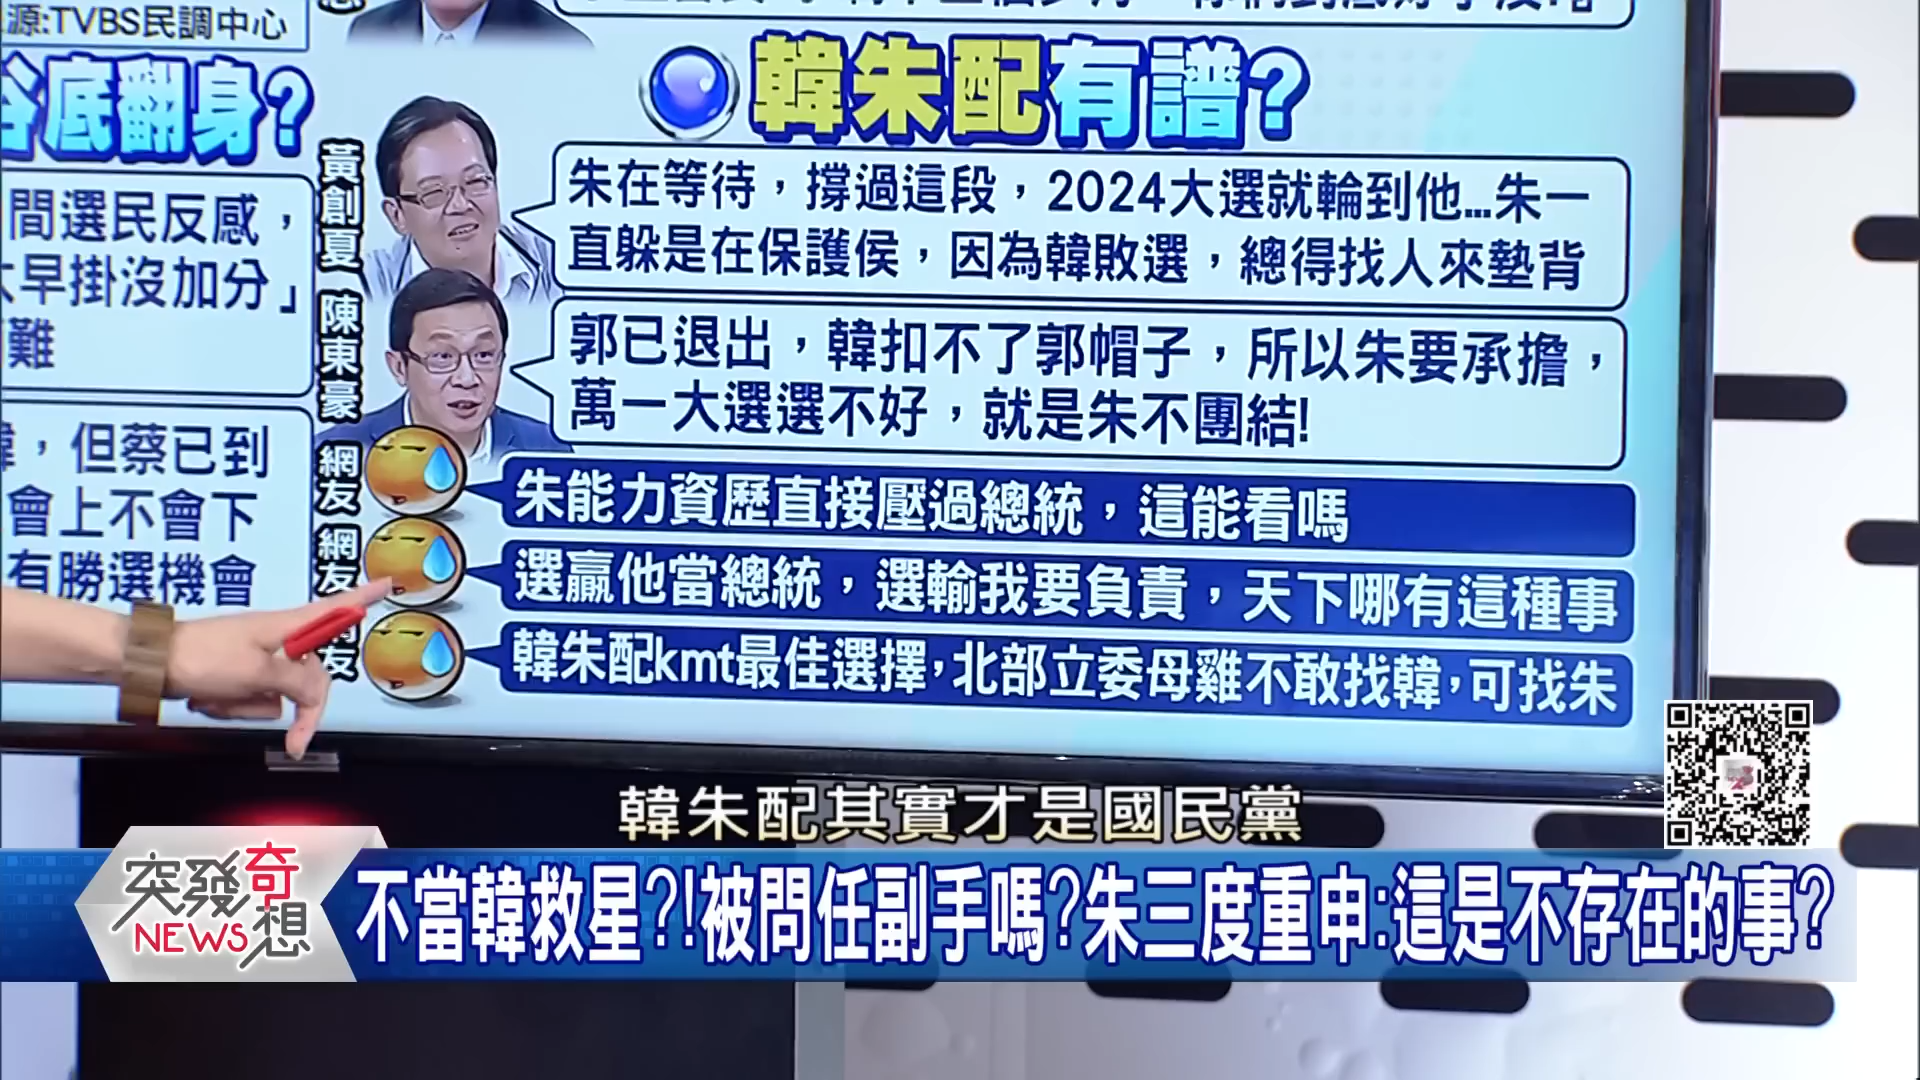 源:TVBS民調中心
谷底翻身?
間選民反感，
太早掛沒加分」
難
韓，但蔡已到
會上不會下
有勝選機會
韓朱配有譜?
黃創夏
朱在等待，撐過這段，2024大選就輪到他...朱一
直躲是在保護侯，因為韓敗選，總得找人來墊背
陳東豪
郭已退出，韓扣不了郭帽子，所以朱要承擔，
萬一大選選不好，就是朱不團結!
網友
朱能力資歷直接壓過總統，這能看嗎
網友
選贏他當總統，選輸我要負責，天下哪有這種事
網友
韓朱配kmt最佳選擇,北部立委母雞不敢找韓,可找朱
韓朱配其實才是國民黨
突發奇想
NEWS
不當韓救星?!被問任副手嗎?朱三度重申:這是不存在的事?